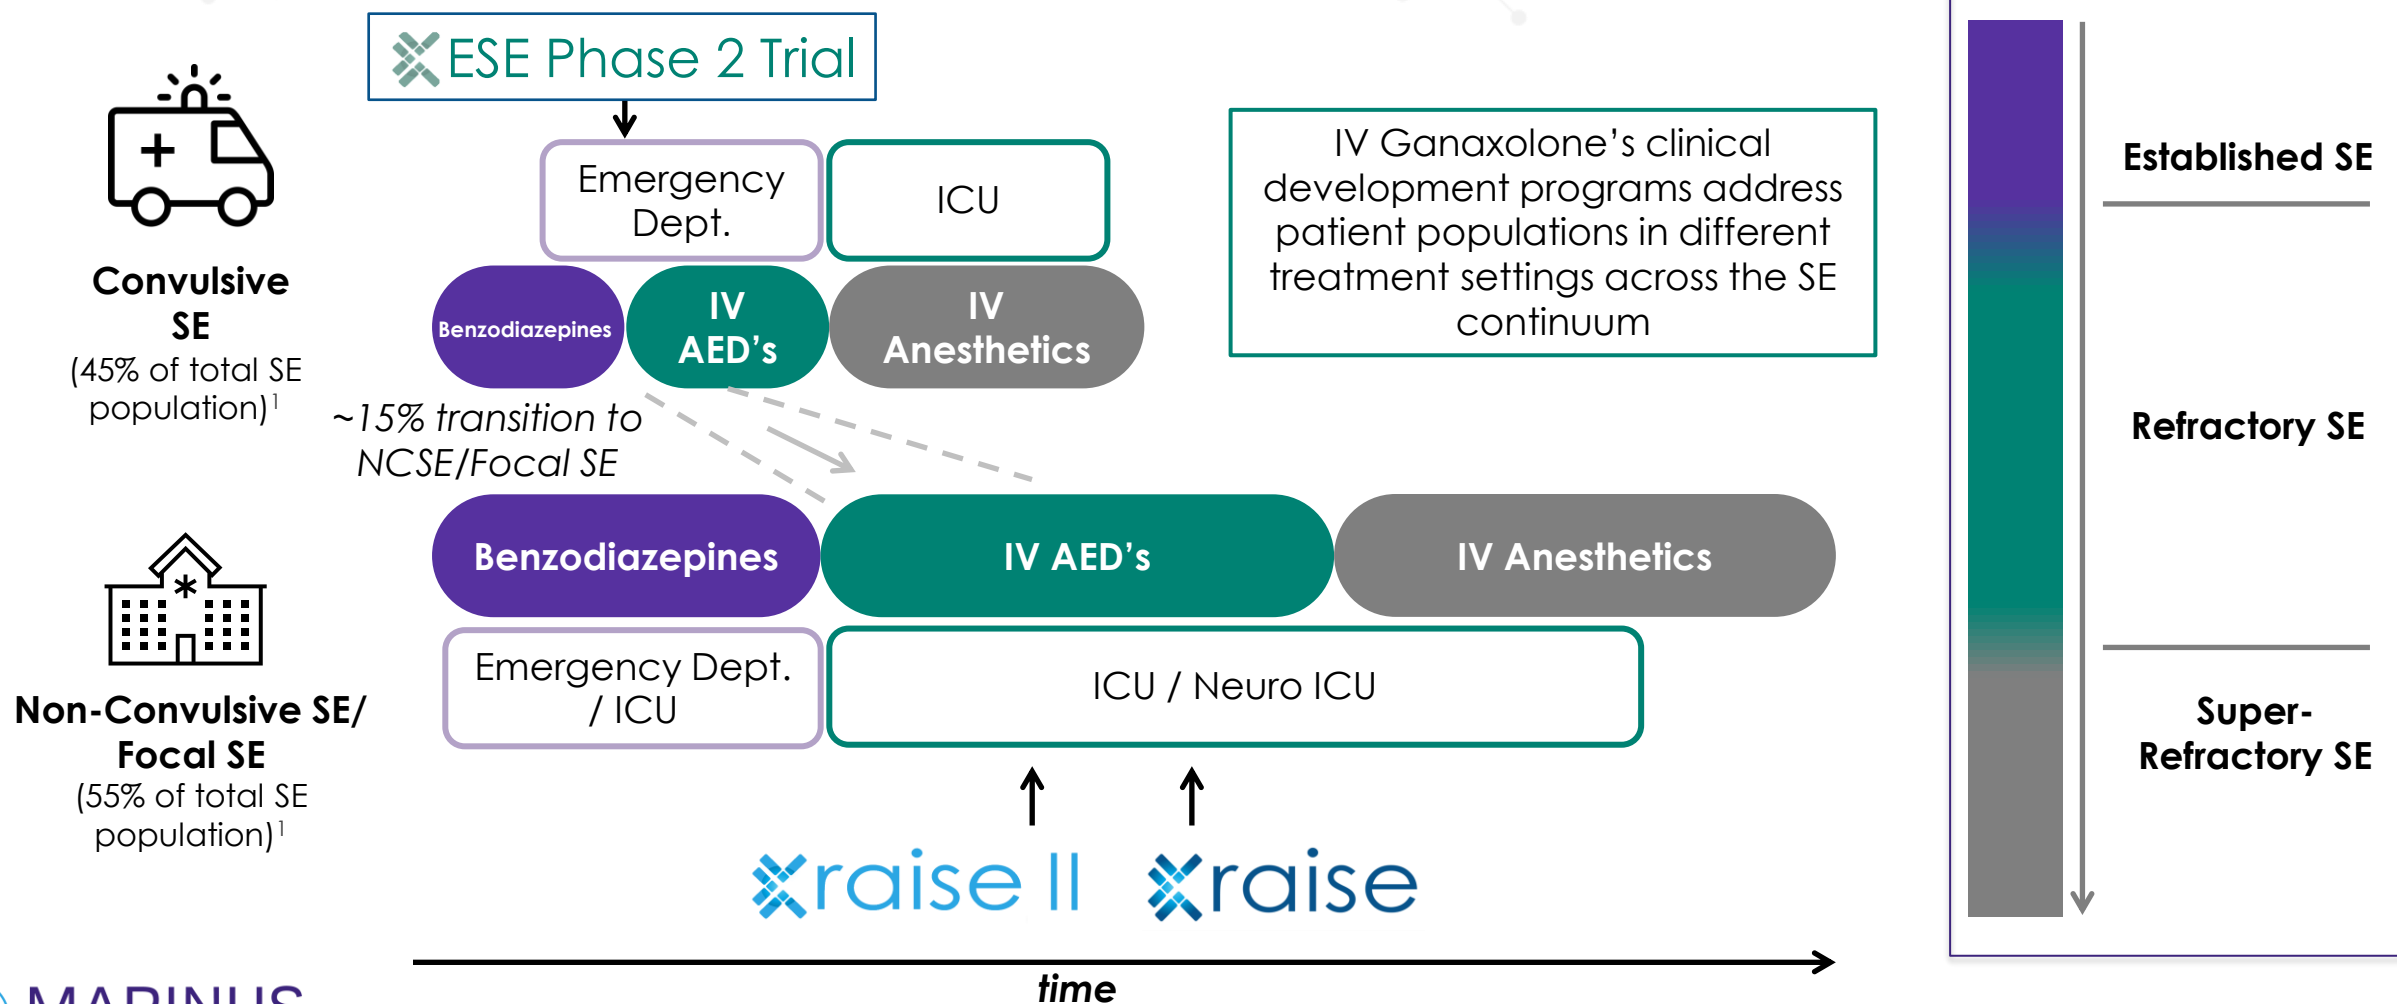 ESE Phase 2 Trial
Emergency
Dept.
ICU
Convulsive
SE
(45% of total SE
population)1
Benzodiazepines
IV
AED's
IV
Anesthetics
IV Ganaxolone's clinical
development programs address
patient populations in different
treatment settings across the SE
continuum
~15% transition to
NCSE/Focal SE
Benzodiazepines
IV AED's
IV Anesthetics
Emergency Dept.
/ ICU
ICU / Neuro ICU
Non-Convulsive SE/
Focal SE
(55% of total SE
population)1
raise II
raise
time
MARINUS
Established SE
Refractory SE
Super-
Refractory SE